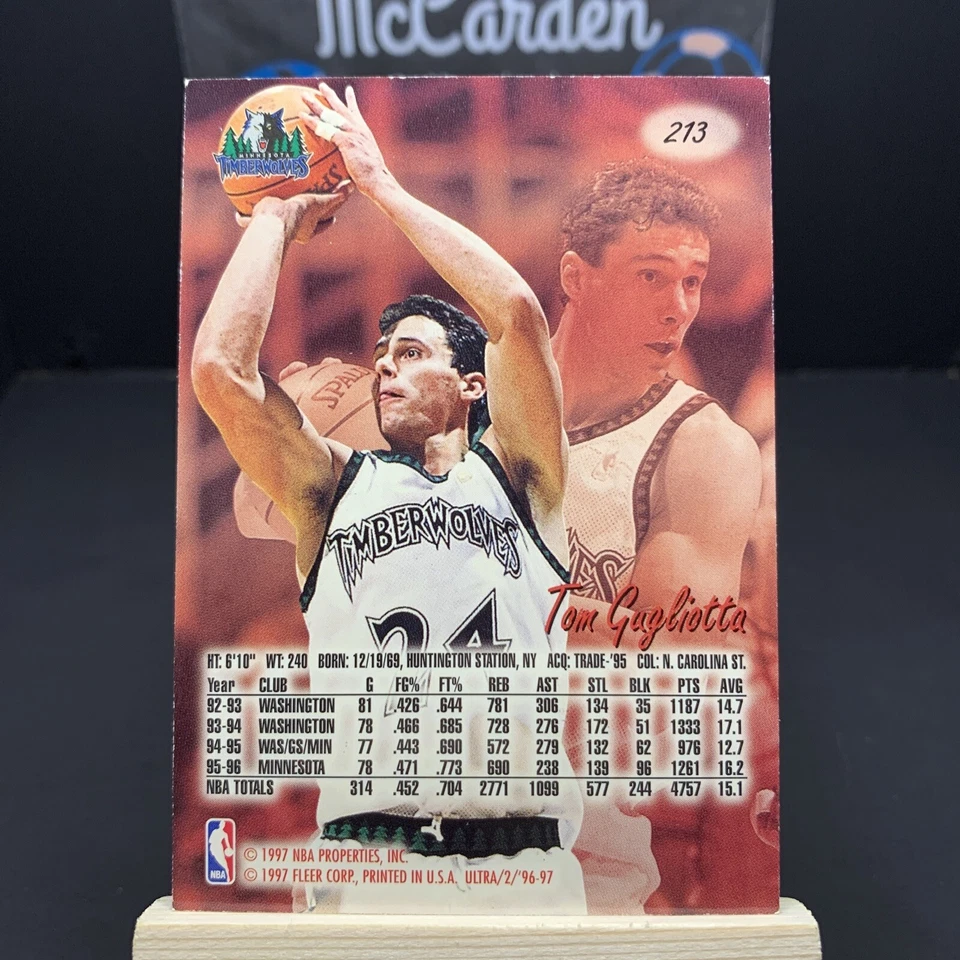 McCarden
213
MINNESOTA
TIMBERWOLVES
SPAL
TIMBERWOLVES
24
ES
Tom Gugliotta
HT: 6'10" WT: 240 BORN: 12/19/69, HUNTINGTON STATION, NY ACQ: TRADE-'95 COL: N. CAROLINA ST.
Year CLUB G FG% FT% REB AST STL BLK PTS AVG
92-93 WASHINGTON 81 .426 .644 781 306 134 35 1187 14.7
93-94 WASHINGTON 78 .466 .685 728 276 172 51 1333 17.1
94-95 WAS/GS/MIN 77 .443 .690 572 279 132 62 976 12.7
95-96 MINNESOTA 78 .471 .773 690 238 139 96 1261 16.2
NBA TOTALS 314 .452 .704 2771 1099 577 244 4757 15.1
NBA
© 1997 NBA PROPERTIES, INC.
© 1997 FLEER CORP., PRINTED IN U.S.A. ULTRA/2/'96-97